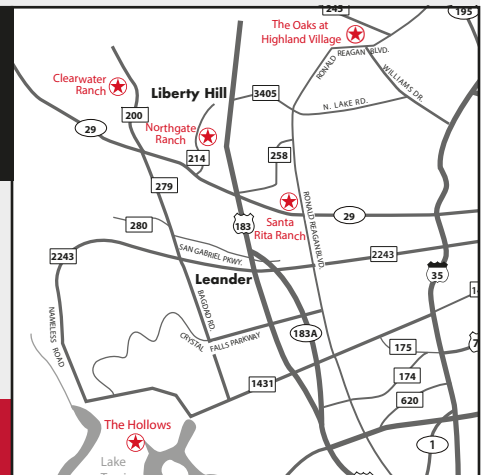 245
195
The Oaks at
Highland Village
RONALD REAGAN BLVD.
WILLIAMS DR.
Clearwater
Ranch
Liberty Hill
3405
N. LAKE RD.
200
29
Northgate
Ranch
214
258
279
Santa
Rita Ranch
RONALD REAGAN BLVD.
29
280
183
SAN GABRIEL PKWY.
2243
2243
Leander
35
BAGDAD RD.
NAMELESS ROAD
CRYSTAL FALLS PARKWAY
183A
175
174
1431
620
The Hollows
1
Lake